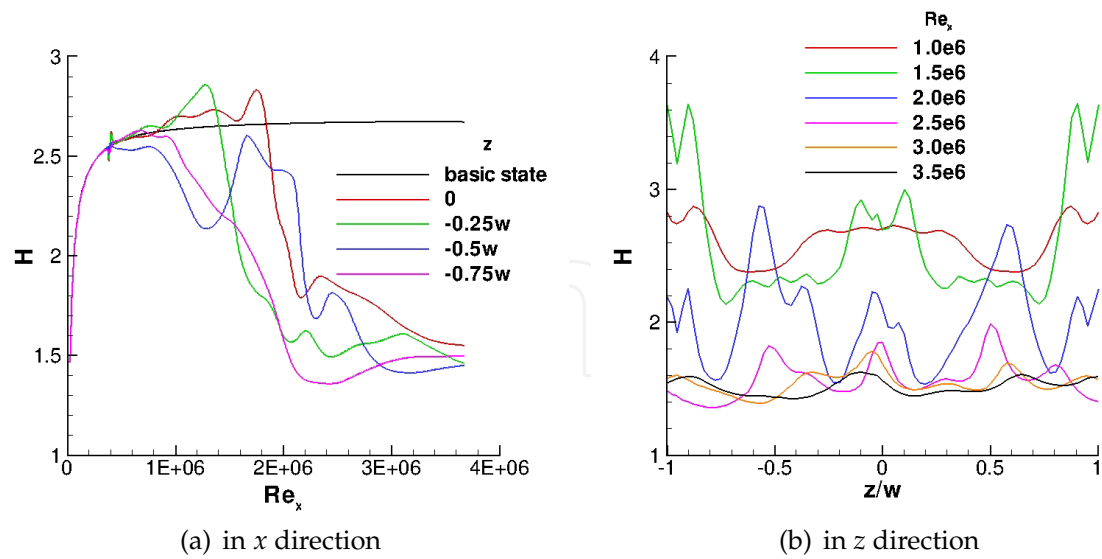 3
2.5
2
1.5
1
H
0
1E+06
2E+06
3E+06
4E+06
Re_x
z
basic state
0
-0.25w
-0.5w
-0.75w
(a) in x direction
4
3
2
1
H
-1
-0.5
0
0.5
1
z/w
Re_x
1.0e6
1.5e6
2.0e6
2.5e6
3.0e6
3.5e6
(b) in z direction